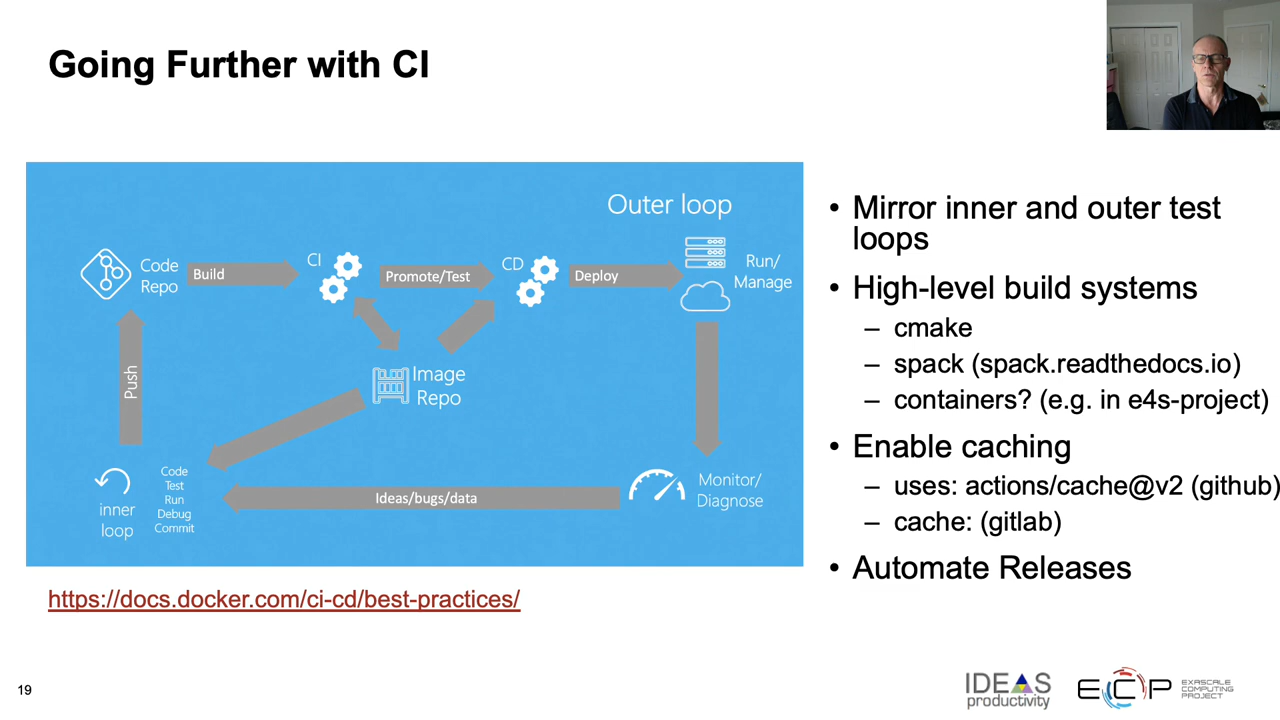 Going Further with CI
Outer loop
Code
Repo
Build
CI
Promote/Test
CD
Deploy
Run/
Manage
Push
Image
Repo
inner
loop
Code
Test
Run
Debug
Commit
Ideas/bugs/data
Monitor/
Diagnose
https://docs.docker.com/ci-cd/best-practices/
• Mirror inner and outer test
loops
• High-level build systems
– cmake
– spack (spack.readthedocs.io)
– containers? (e.g. in e4s-project)
• Enable caching
– uses: actions/cache@v2 (github)
– cache: (gitlab)
• Automate Releases
19
IDEAS
productivity
ECP
EXASCALE
COMPUTING
PROJECT